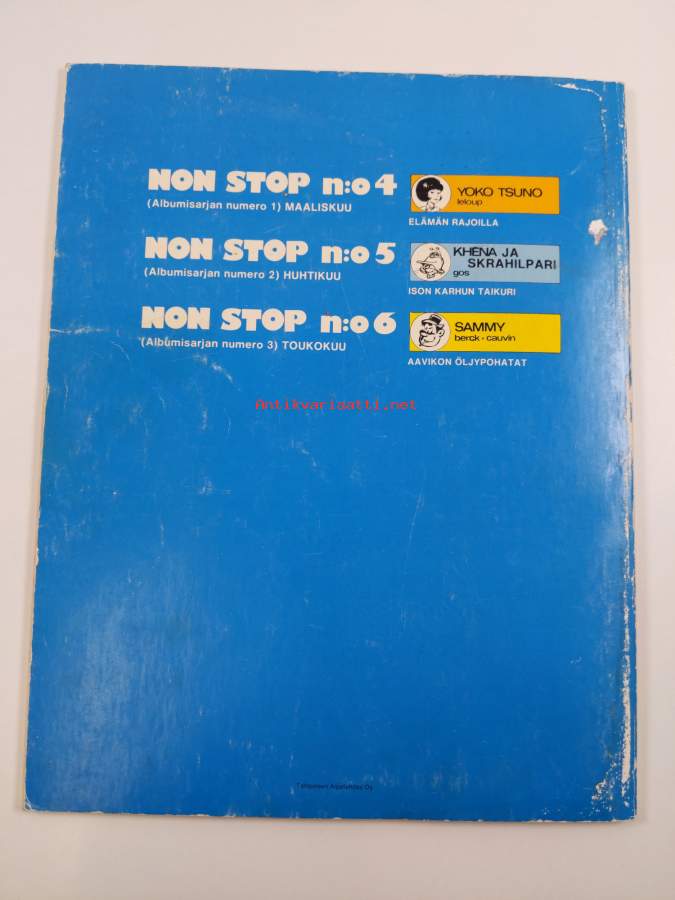 NON STOP n:o 4
(Albumisarjan numero 1) MAALISKUU
YOKO TSUNO
leloup
ELÄMÄN RAJOILLA
NON STOP n:o 5
(Albumisarjan numero 2) HUHTIKUU
KHENA JA
SKRAHILPARI
gos
ISON KARHUN TAIKURI
NON STOP n:o 6
(Albumisarjan numero 3) TOUKOKUU
SAMMY
berck - cauvin
AAVIKON ÖLJYPOHATAT
Antikvariaatti.net